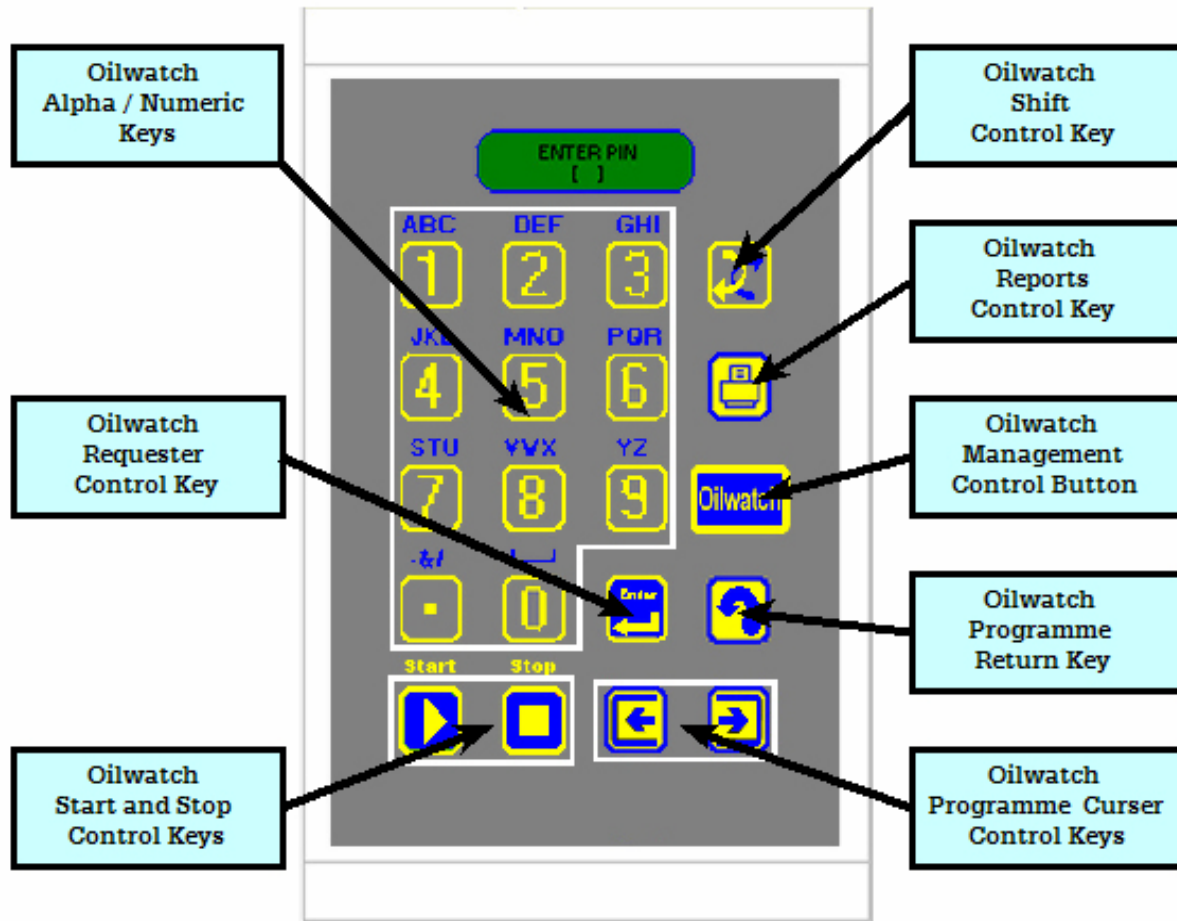 Oilwatch
Alpha / Numeric
Keys
Oilwatch
Requester
Control Key
Oilwatch
Start and Stop
Control Keys
ENTER PIN
[ ]
ABC DEF GHI
1 2 3
JKL MNO PQR
4 5 6
STU VWX YZ
7 8 9
Oilwatch
-&/
. 0
Enter
Start Stop
Oilwatch
Shift
Control Key
Oilwatch
Reports
Control Key
Oilwatch
Management
Control Button
Oilwatch
Programme
Return Key
Oilwatch
Programme Curser
Control Keys